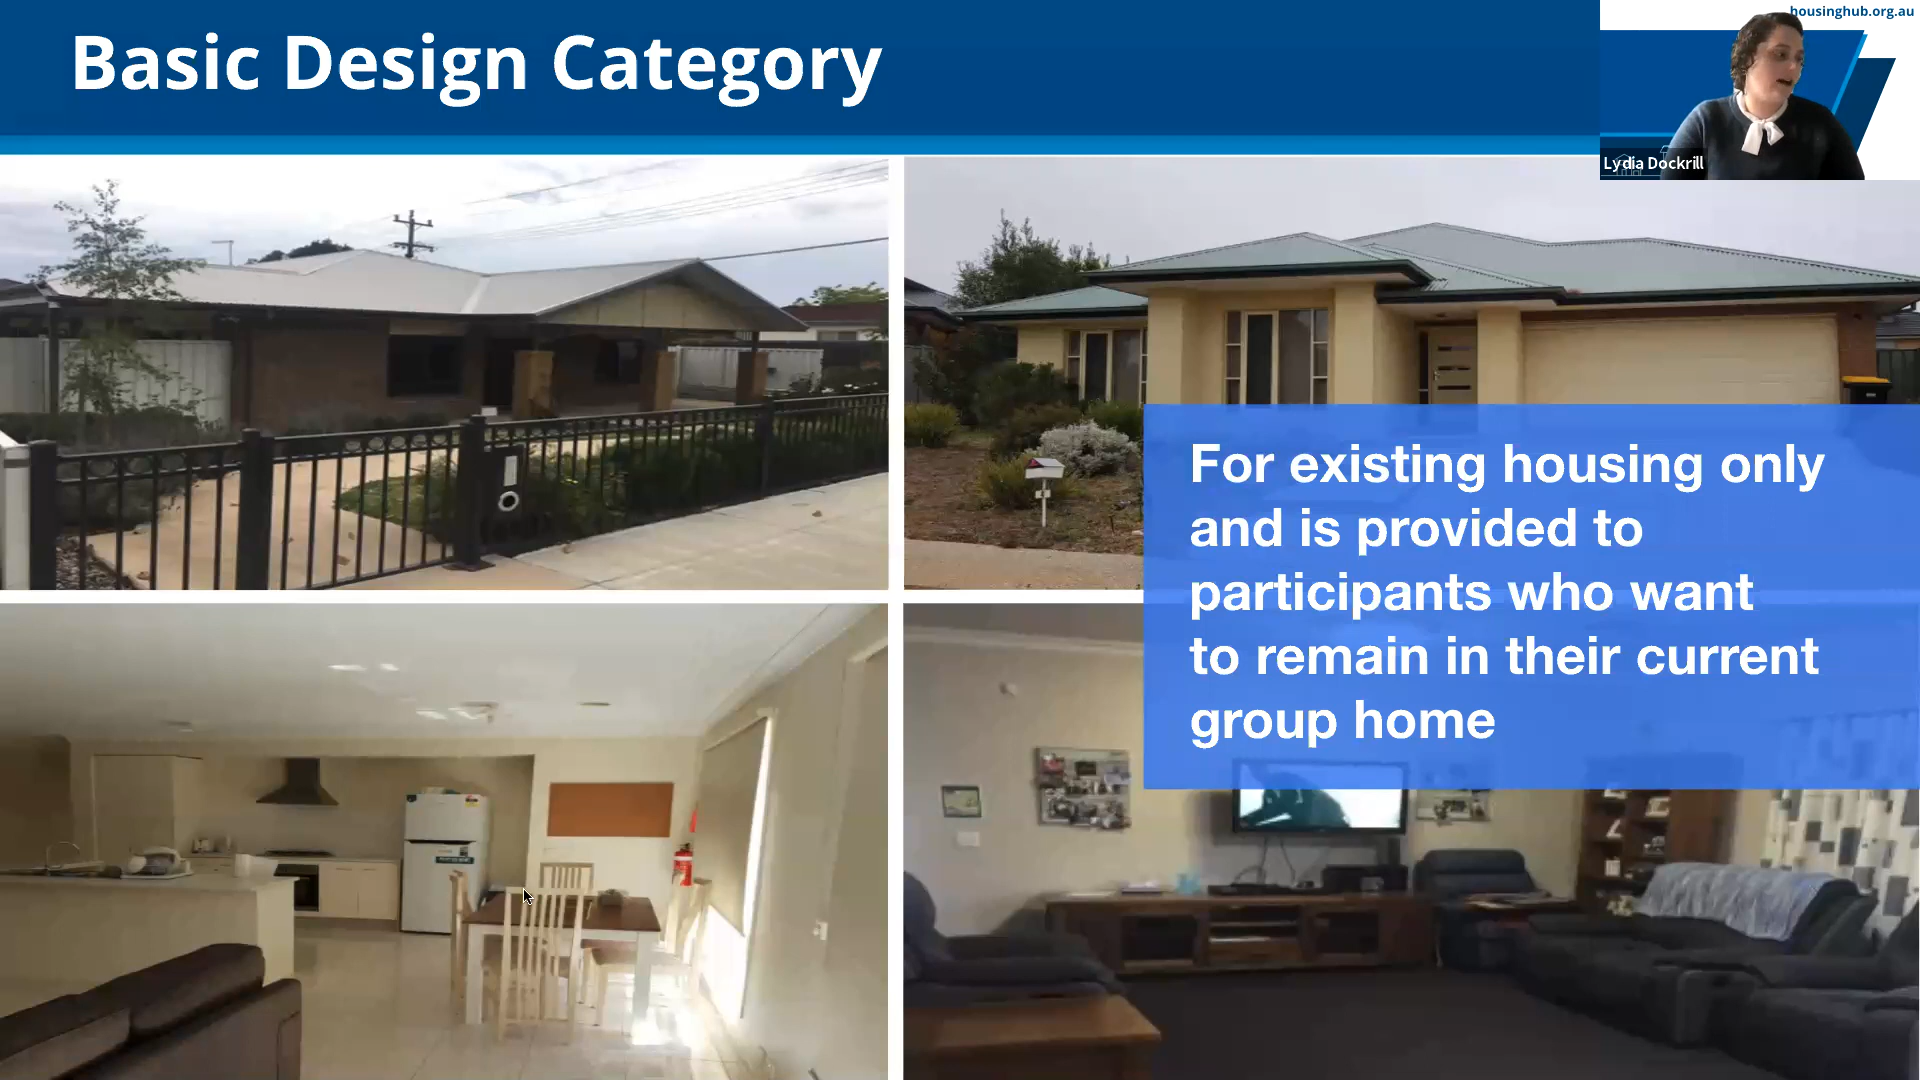 Basic Design Category
housinghub.org.au
Lydia Dockrill
For existing housing only
and is provided to
participants who want
to remain in their current
group home